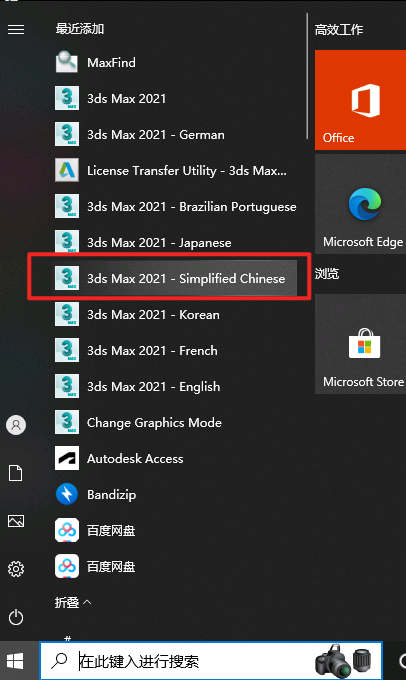 最近添加
高效工作
MaxFind
3ds Max 2021
3ds Max 2021 - German
Office
License Transfer Utility - 3ds Max...
3ds Max 2021 - Brazilian Portuguese
3ds Max 2021 - Japanese
Microsoft Edge
3ds Max 2021 - Simplified Chinese
浏览
3ds Max 2021 - Korean
3ds Max 2021 - French
3ds Max 2021 - English
Microsoft Store
Change Graphics Mode
Autodesk Access
Bandizip
百度网盘
百度网盘
折叠
#
在此键入进行搜索